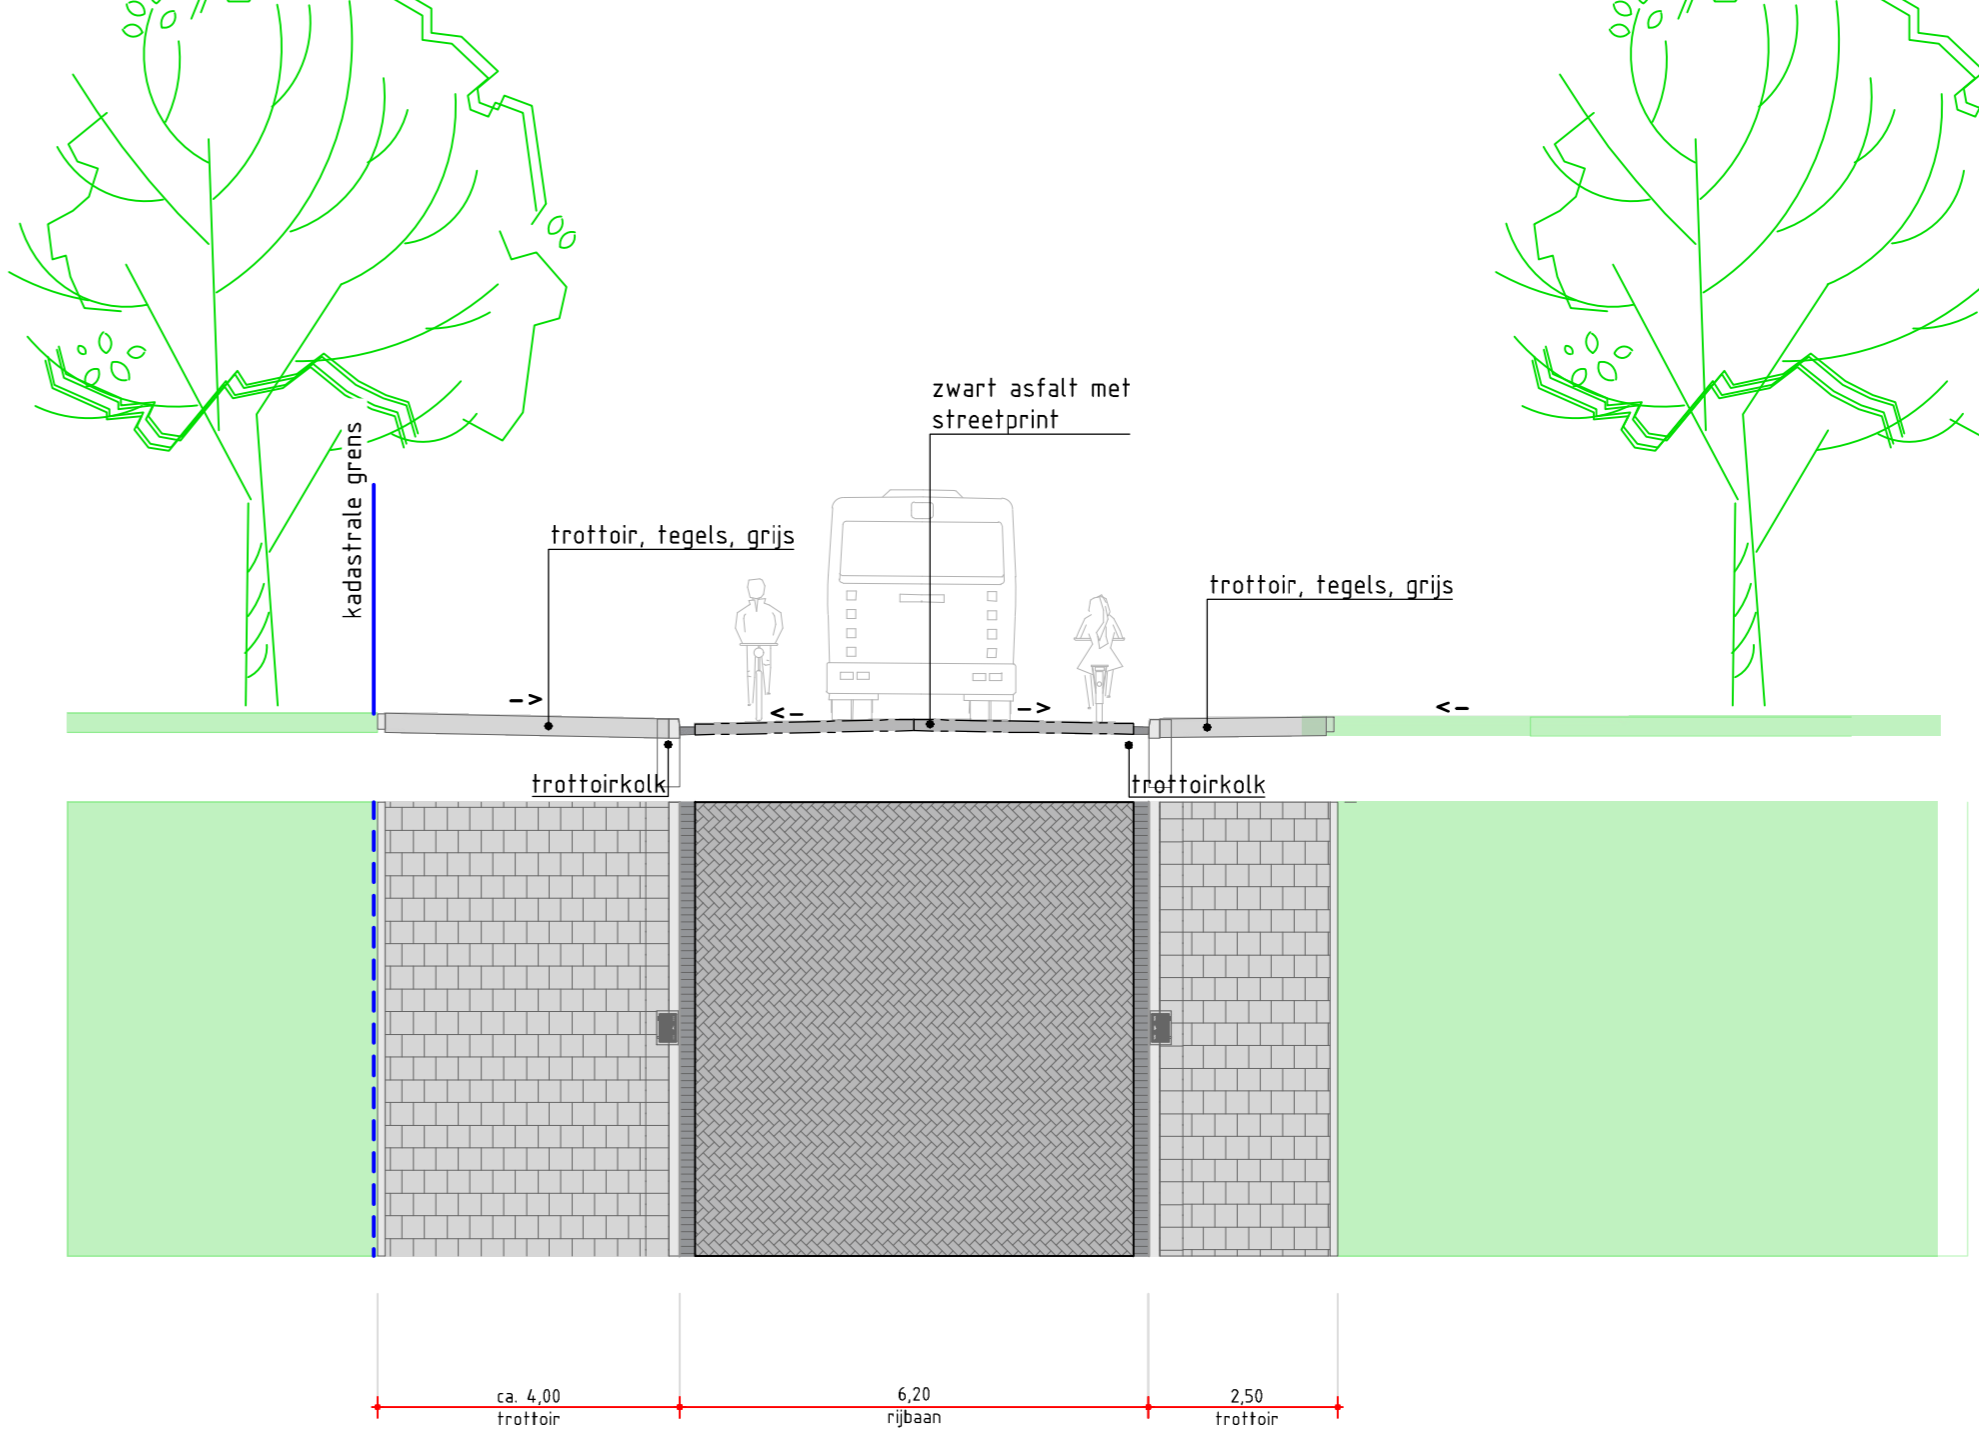 zwart asfalt met
streetprint
kadastrale grens
trottoir, tegels, grijs
trottoir, tegels, grijs
->
<-
->
<-
trottoirkolk
trottoirkolk
ca. 4,00
trottoir
6,20
rijbaan
2,50
trottoir